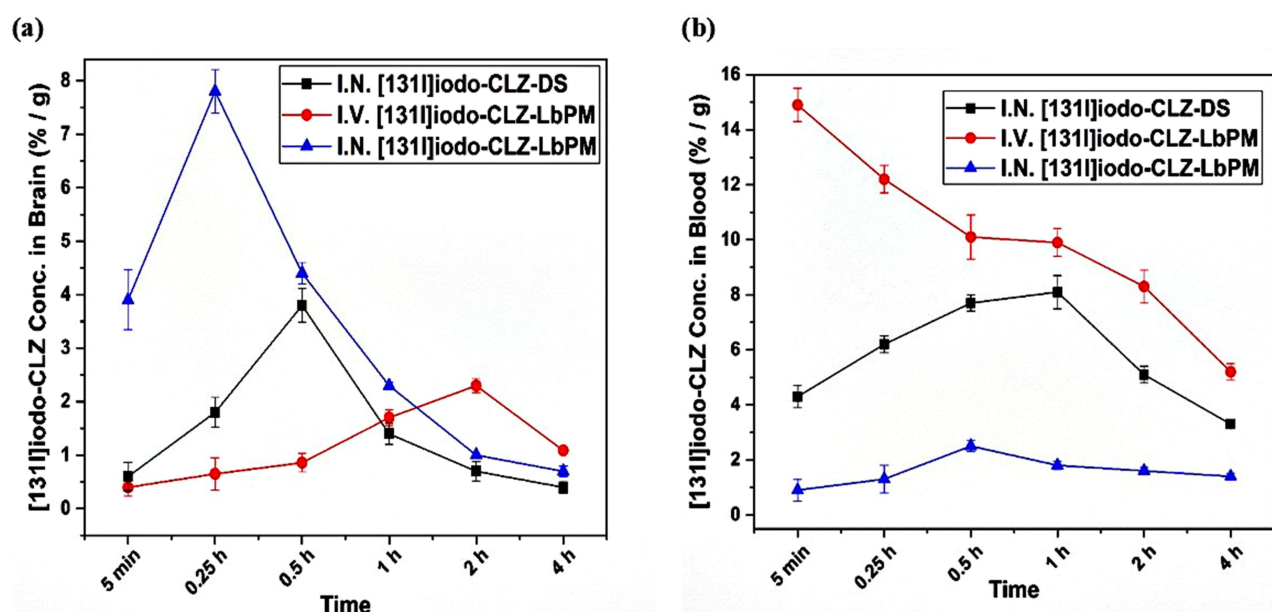 (a)
[131I]iodo-CLZ Conc. in Brain (% / g)
8
7
6
5
4
3
2
1
0
I.N. [131I]iodo-CLZ-DS
I.V. [131I]iodo-CLZ-LbPM
I.N. [131I]iodo-CLZ-LbPM
5 min
0.25 h
0.5 h
1 h
2 h
4 h
Time
(b)
[131I]iodo-CLZ Conc. in Blood (% / g)
16
14
12
10
8
6
4
2
0
I.N. [131I]iodo-CLZ-DS
I.V. [131I]iodo-CLZ-LbPM
I.N. [131I]iodo-CLZ-LbPM
5 min
0.25 h
0.5 h
1 h
2 h
4 h
Time